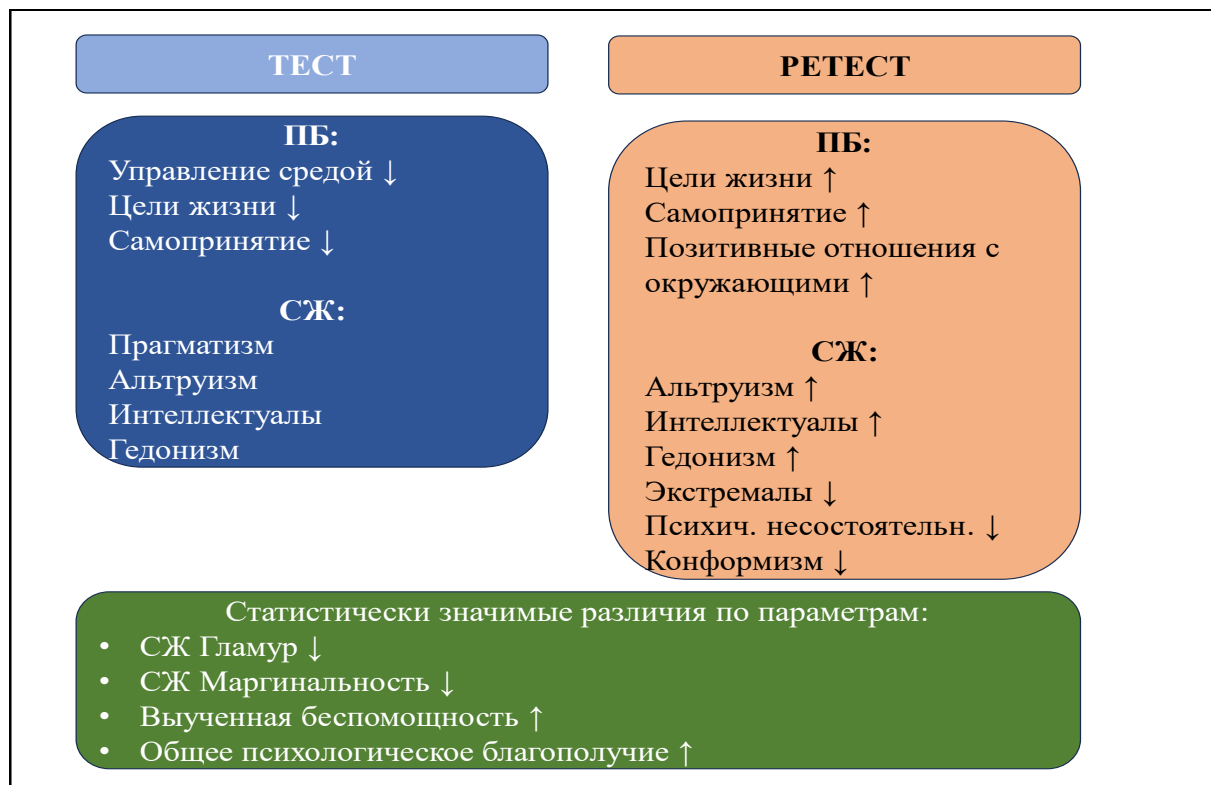 ТЕСТ
ПБ:
Управление средой ↓
Цели жизни ↓
Самопринятие ↓
СЖ:
Прагматизм
Альтруизм
Интеллектуалы
Гедонизм
РЕТЕСТ
ПБ:
Цели жизни ↑
Самопринятие ↑
Позитивные отношения с
окружающими ↑
СЖ:
Альтруизм ↑
Интеллектуалы ↑
Гедонизм ↑
Экстремалы ↓
Психич. несостоятельн. ↓
Конформизм ↓
Статистически значимые различия по параметрам:
• СЖ Гламур ↓
• СЖ Маргинальность ↓
• Выученная беспомощность ↑
• Общее психологическое благополучие ↑